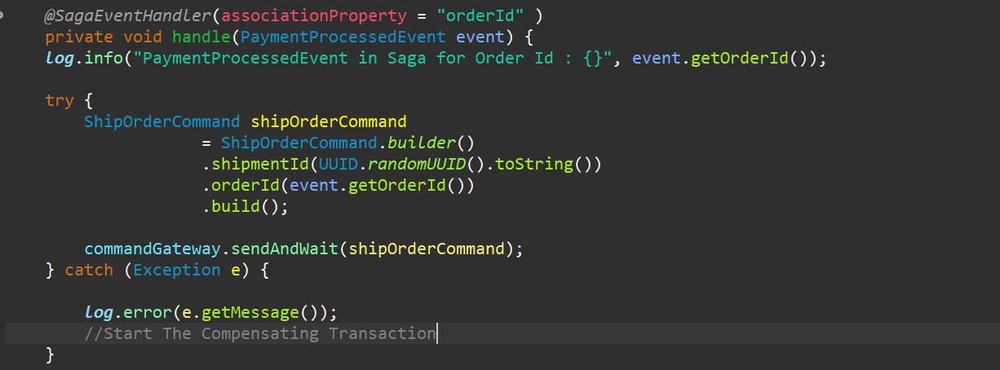 @SagaEventHandler(associationProperty = "orderId" )
private void handle(PaymentProcessedEvent event) {
log.info("PaymentProcessedEvent in Saga for Order Id : {}", event.getOrderId());
try {
ShipOrderCommand shipOrderCommand
= ShipOrderCommand.builder()
.shipmentId(UUID.randomUUID().toString())
.orderId(event.getOrderId())
.build();
commandGateway.sendAndWait(shipOrderCommand);
} catch (Exception e) {
log.error(e.getMessage());
//Start The Compensating Transaction
}